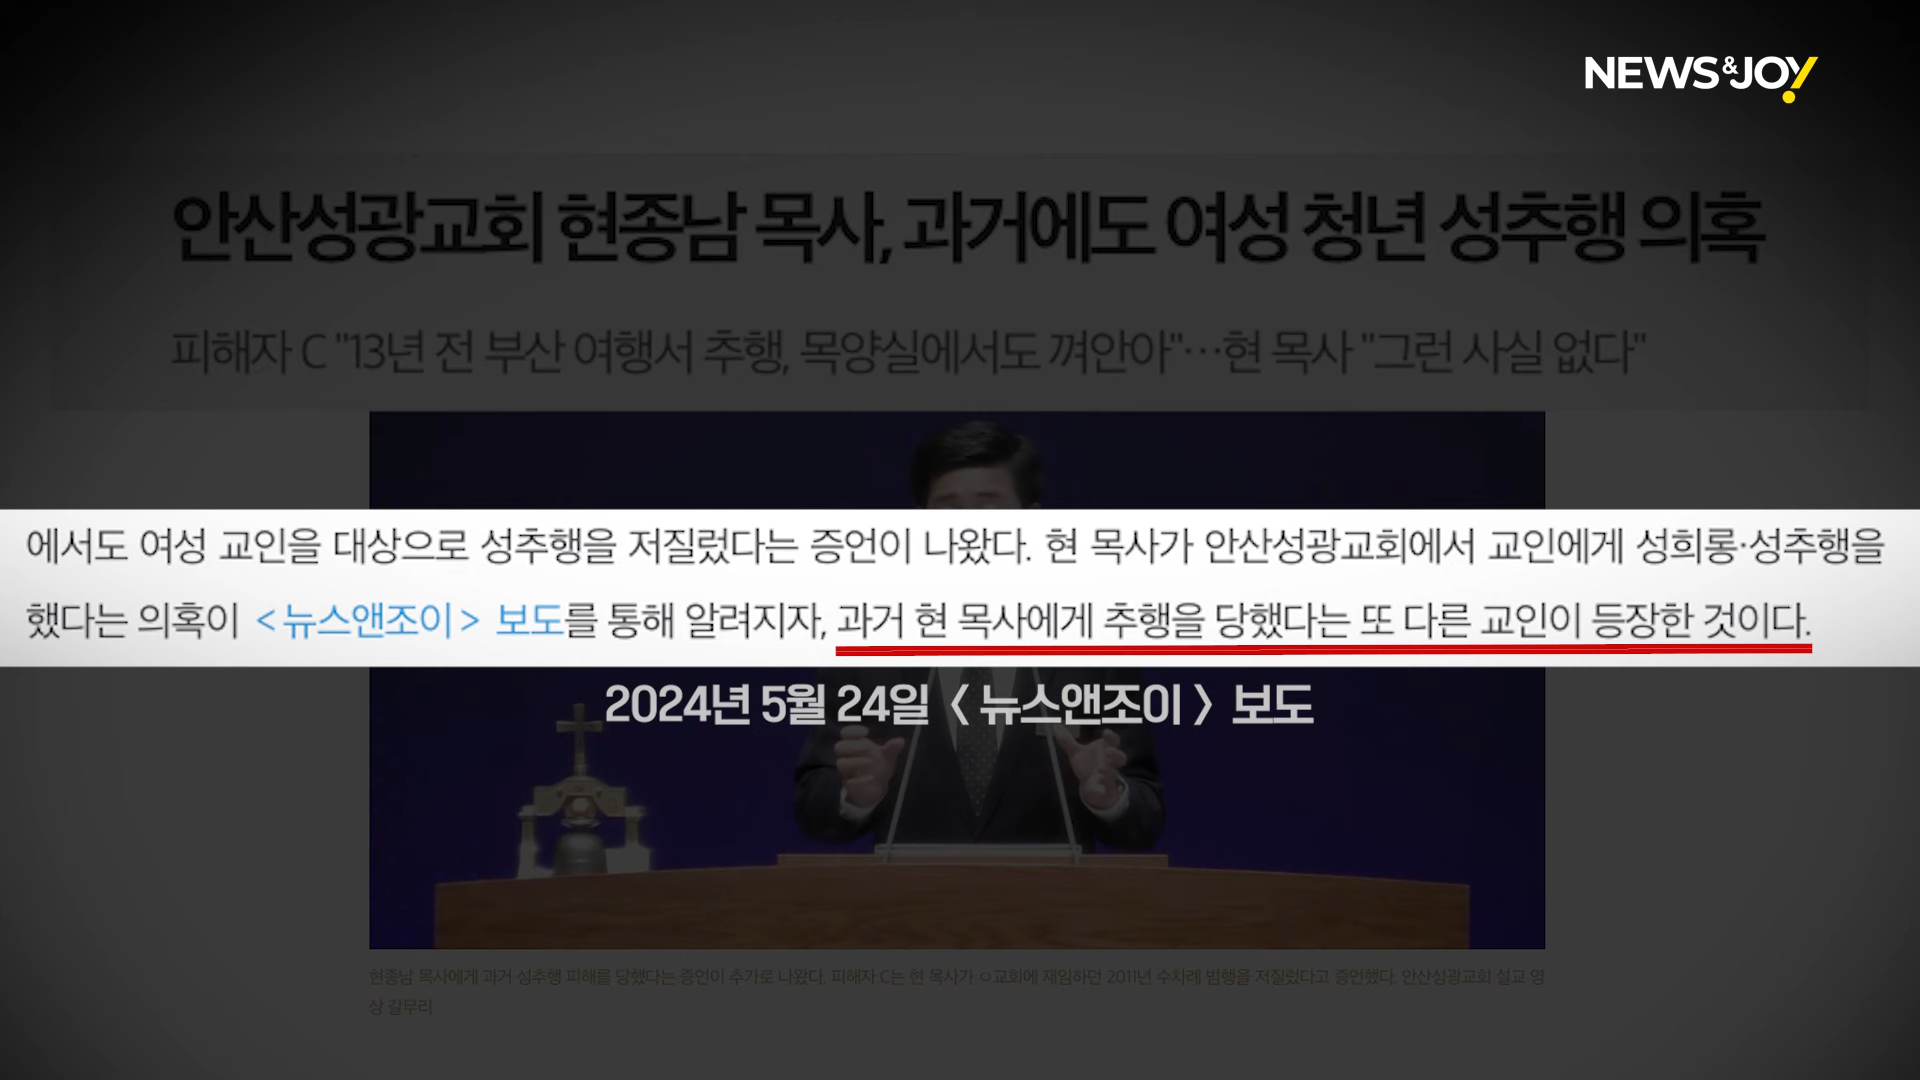 NEWS&JOY!
안산성광교회 현종남 목사, 과거에도 여성 청년 성추행 의혹
피해자 C "13년 전 부산 여행서 추행, 목양실에서도 껴안아"…현 목사 "그런 사실 없다"
에서도 여성 교인을 대상으로 성추행을 저질렀다는 증언이 나왔다. 현 목사가 안산성광교회에서 교인에게 성희롱·성추행을
했다는 의혹이 <뉴스앤조이> 보도를 통해 알려지자, 과거 현 목사에게 추행을 당했다는 또 다른 교인이 등장한 것이다.
2024년 5월 24일 〈뉴스앤조이〉 보도
현종남 목사에게 과거 성추행 피해를 당했다는 증언이 추가로 나왔다. 피해자 C는 현 목사가 ㅇ교회에 재임하던 2011년 수차례 범행을 저질렀다고 증언했다. 안산성광교회 설교 영
상 갈무리